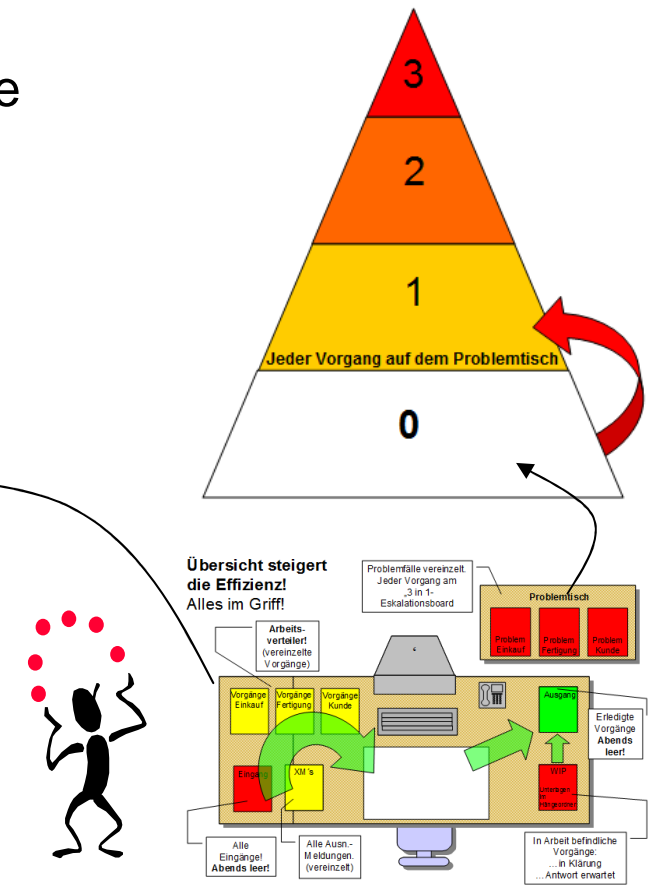 e
3
2
1
Jeder Vorgang auf dem Problemtisch
0
Übersicht steigert
die Effizienz!
Alles im Griff!
Problemfälle vereinzelt.
Jeder Vorgang am
„3 in 1-
Eskalationsboard
Problemtisch
Problem
Einkauf
Problem
Fertigung
Problem
Kunde
Arbeits-
verteiler!
(vereinzelte
Vorgänge)
Vorgänge
Einkauf
Vorgänge
Fertigung
Vorgänge
Kunde
Ausgang
Erledigte
Vorgänge
Abends
leer!
Eingang
XM´s
WIP
Unterlagen
im
Alle
Eingänge!
Abends leer!
Alle Ausn.-
Meldungen.
(vereinzelt)
In Arbeit befindliche
Vorgänge:
…in Klärung
…Antwort erwartet